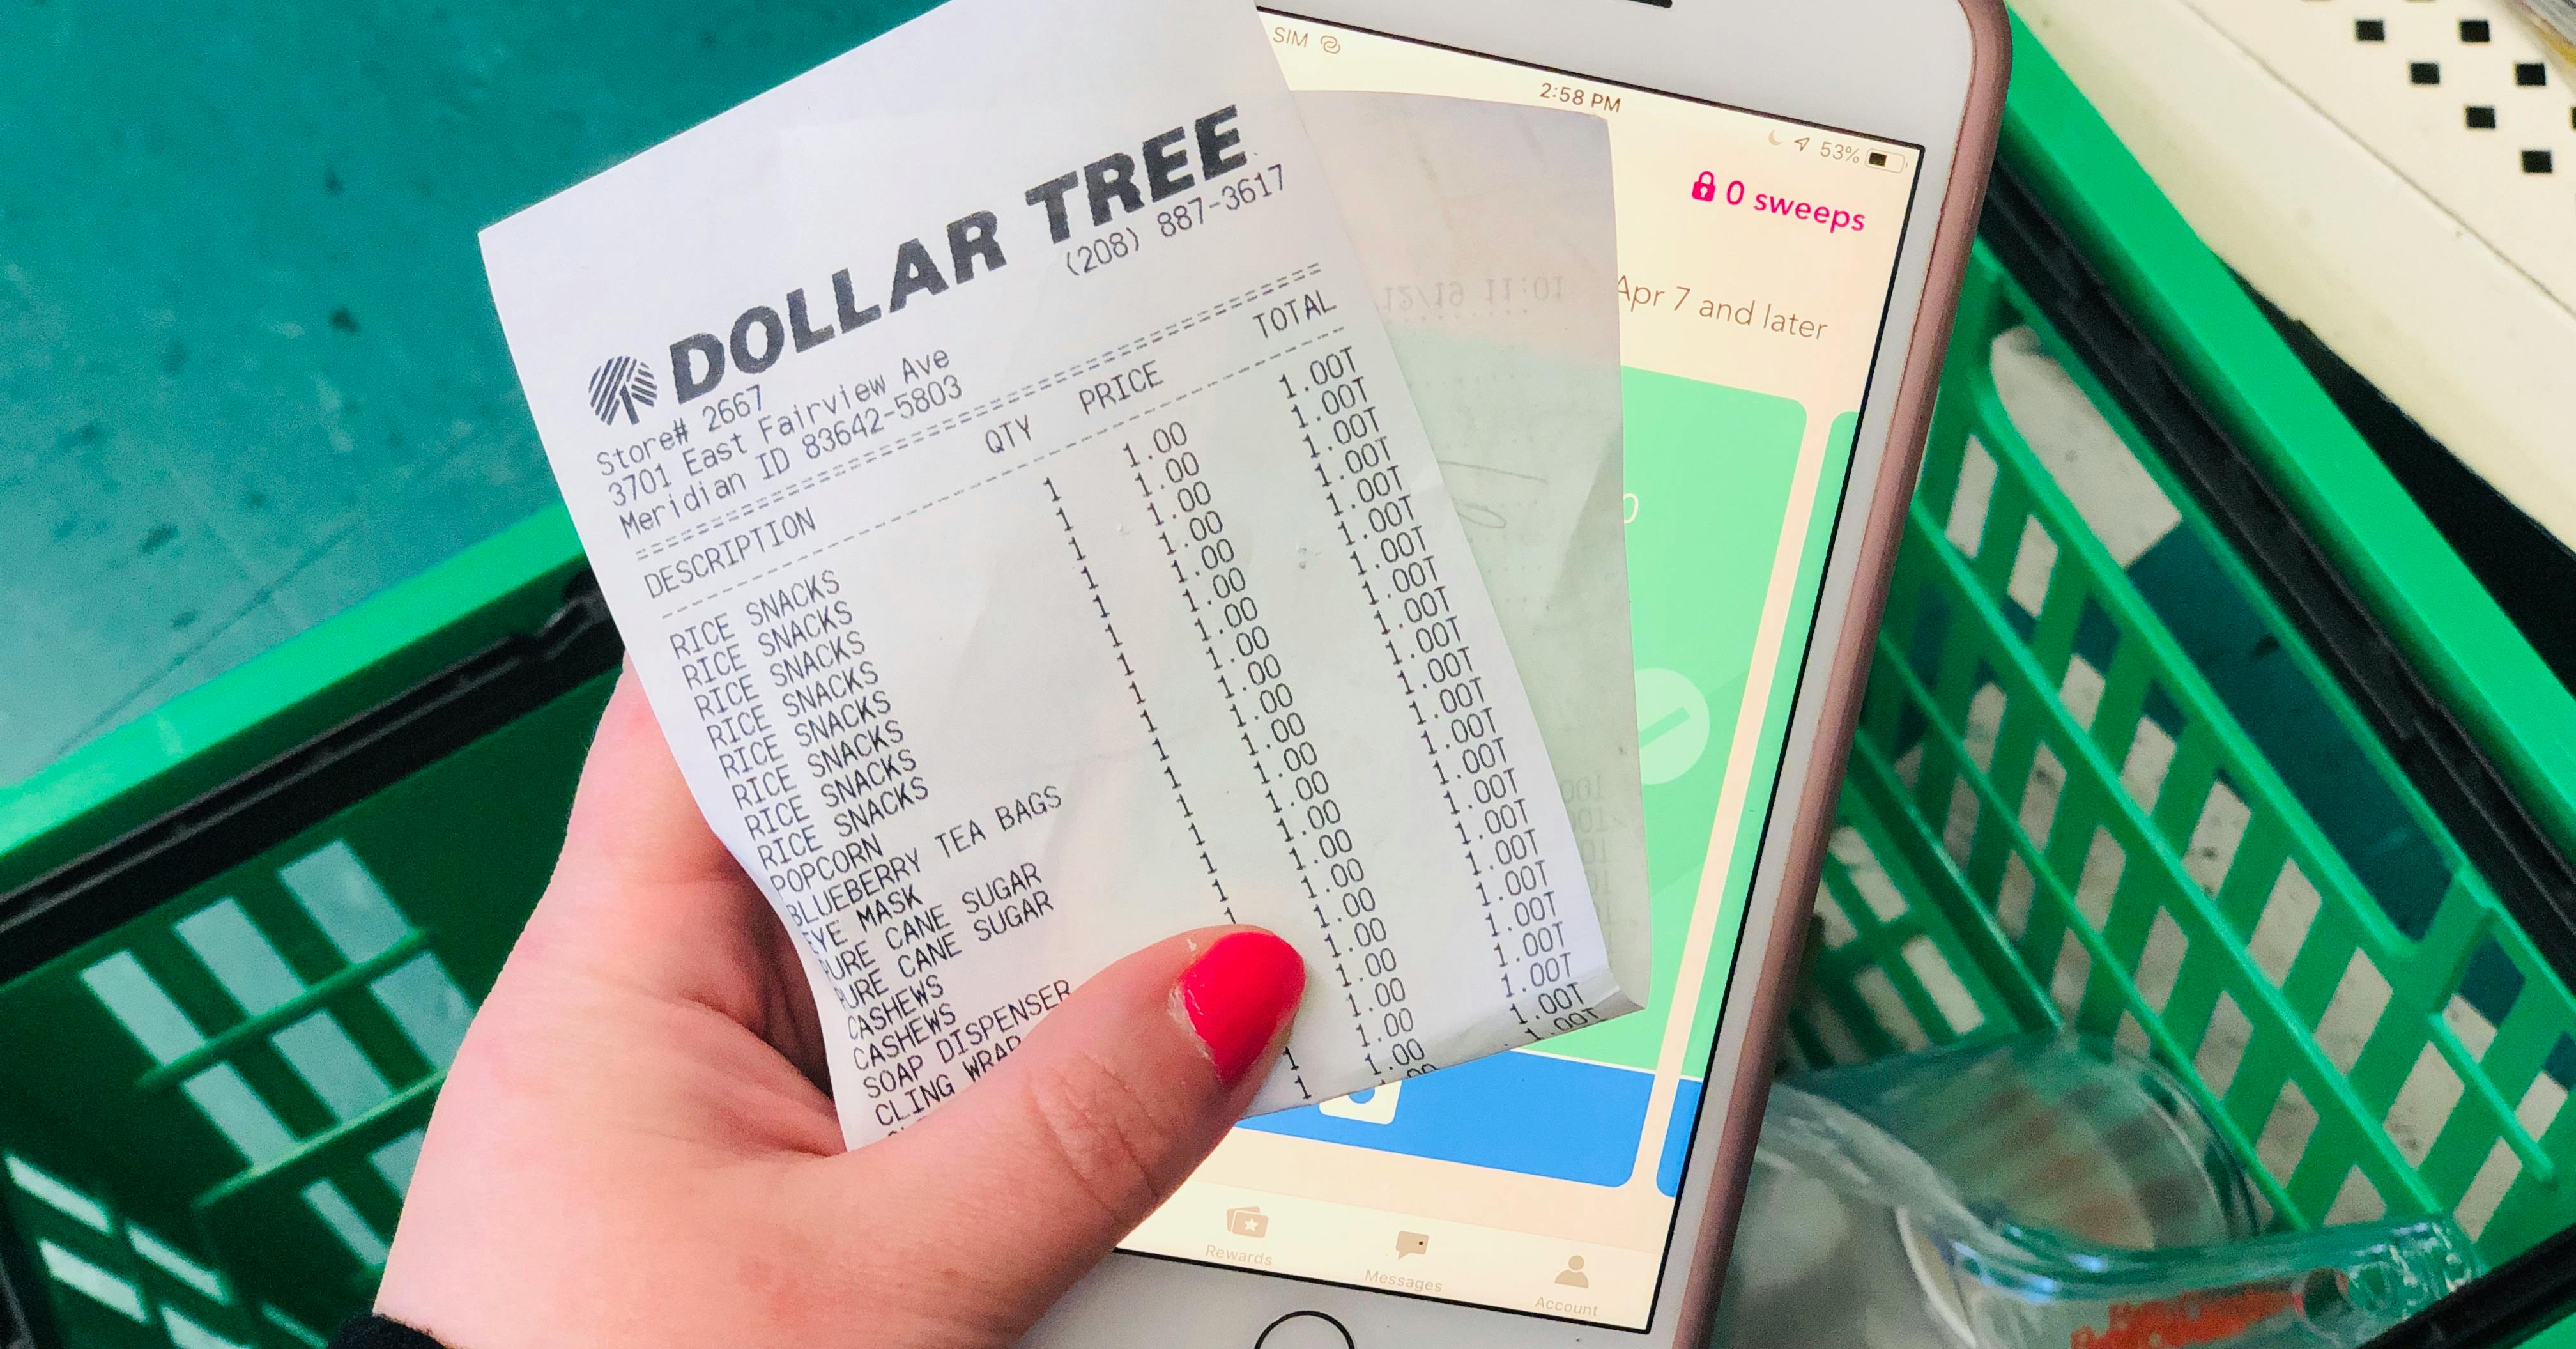 DOLLAR TREE
(208) 887-3617
Store# 2667
3701 East Fairview Ave
Meridian ID 83642-5803
DESCRIPTION QTY PRICE TOTAL
RICE SNACKS 1 1.00 1.00T
RICE SNACKS 1 1.00 1.00T
RICE SNACKS 1 1.00 1.00T
RICE SNACKS 1 1.00 1.00T
RICE SNACKS 1 1.00 1.00T
RICE SNACKS 1 1.00 1.00T
RICE SNACKS 1 1.00 1.00T
RICE SNACKS 1 1.00 1.00T
POPCORN 1 1.00 1.00T
BLUEBERRY TEA BAGS 1 1.00 1.00T
EYE MASK 1 1.00 1.00T
PURE CANE SUGAR 1 1.00 1.00T
PURE CANE SUGAR 1 1.00 1.00T
CASHEWS 1 1.00 1.00T
CASHEWS 1 1.00 1.00T
SOAP DISPENSER 1.00 1.00T
CLING WRAP 1.00 1.00T
SIM 2:58 PM 53%
0 sweeps
Apr 7 and later
Rewards Messages Account